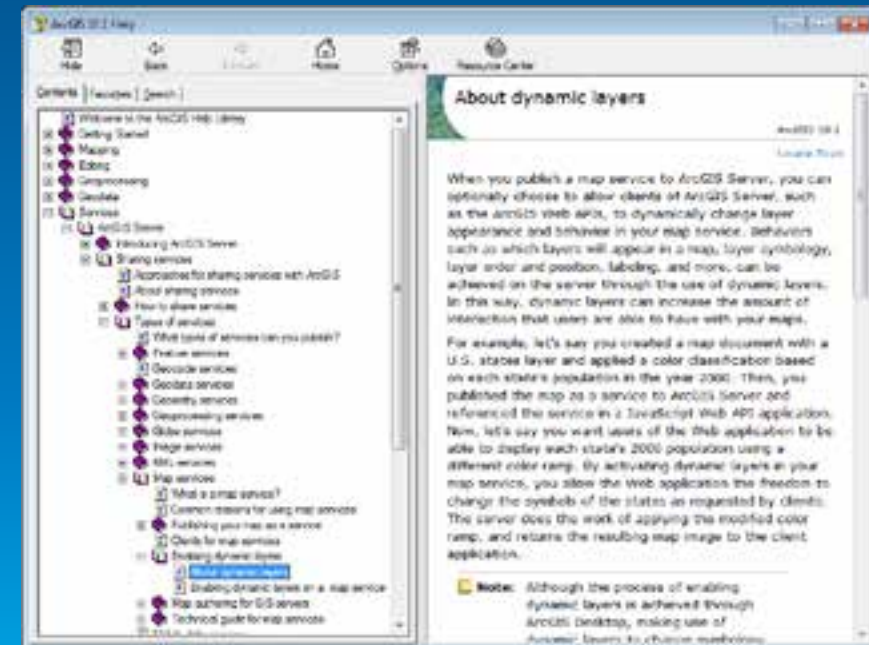 ArcGIS 10.1 Help
Hide Back Forward Home Options Resource Center
Contents Favorites Search
Welcome to the ArcGIS Help Library
Getting Started
Mapping
Editing
Geoprocessing
Geodata
Services
ArcGIS Server
Introducing ArcGIS Server
Sharing services
Approaches for sharing services with ArcGIS
About sharing services
How to share services
Types of services
What types of services can you publish?
Feature services
Geocode services
Geodata services
Geometry services
Geoprocessing services
Globe services
Image services
KML services
Map services
What is a map service?
Common reasons for using map services
Publishing your map as a service
Clients for map services
Enabling dynamic layers
About dynamic layers
Enabling dynamic layers on a map service
Map authoring for GIS servers
Technical guide for map services
About dynamic layers
ArcGIS 10.1
Locate Topic
When you publish a map service to ArcGIS Server, you can
optionally choose to allow clients of ArcGIS Server, such
as the ArcGIS Web APIs, to dynamically change layer
appearance and behavior in your map service. Behaviors
such as which layers will appear in a map, layer symbology,
layer order and position, labeling, and more, can be
achieved on the server through the use of dynamic layers.
In this way, dynamic layers can increase the amount of
interaction that users are able to have with your maps.
For example, let's say you created a map document with a
U.S. states layer and applied a color classification based
on each state's population in the year 2000. Then, you
published the map as a service to ArcGIS Server and
referenced the service in a JavaScript Web API application.
Now, let's say you want users of the Web application to be
able to display each state's 2000 population using a
different color ramp. By activating dynamic layers in your
map service, you allow the Web application the freedom to
change the symbols of the states as requested by clients.
The server does the work of applying the modified color
ramp, and returns the resulting map image to the client
application.
Note: Although the process of enabling
dynamic layers is achieved through
ArcGIS Desktop, making use of
dynamic layers to change symbology